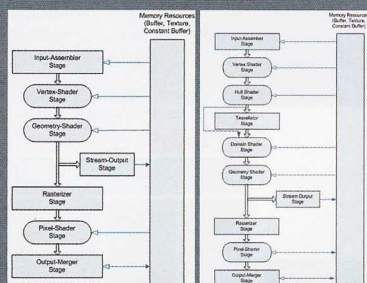 Memory Resources
(Buffer, Texture,
Constant Buffer)
Input-Assembler
Stage
Vertex-Shader
Stage
Geometry-Shader
Stage
Stream-Output
Stage
Rasterizer
Stage
Pixel-Shader
Stage
Output-Merger
Stage
Memory Resources
(Buffer, Texture,
Constant Buffer)
Input-Assembler
Stage
Vertex Shader
Stage
Hull Shader
Stage
Tessellator
Stage
Domain Shader
Stage
Geometry Shader
Stage
Stream Output
Stage
Rasterizer
Stage
Pixel-Shader
Stage
Output-Merger
Stage